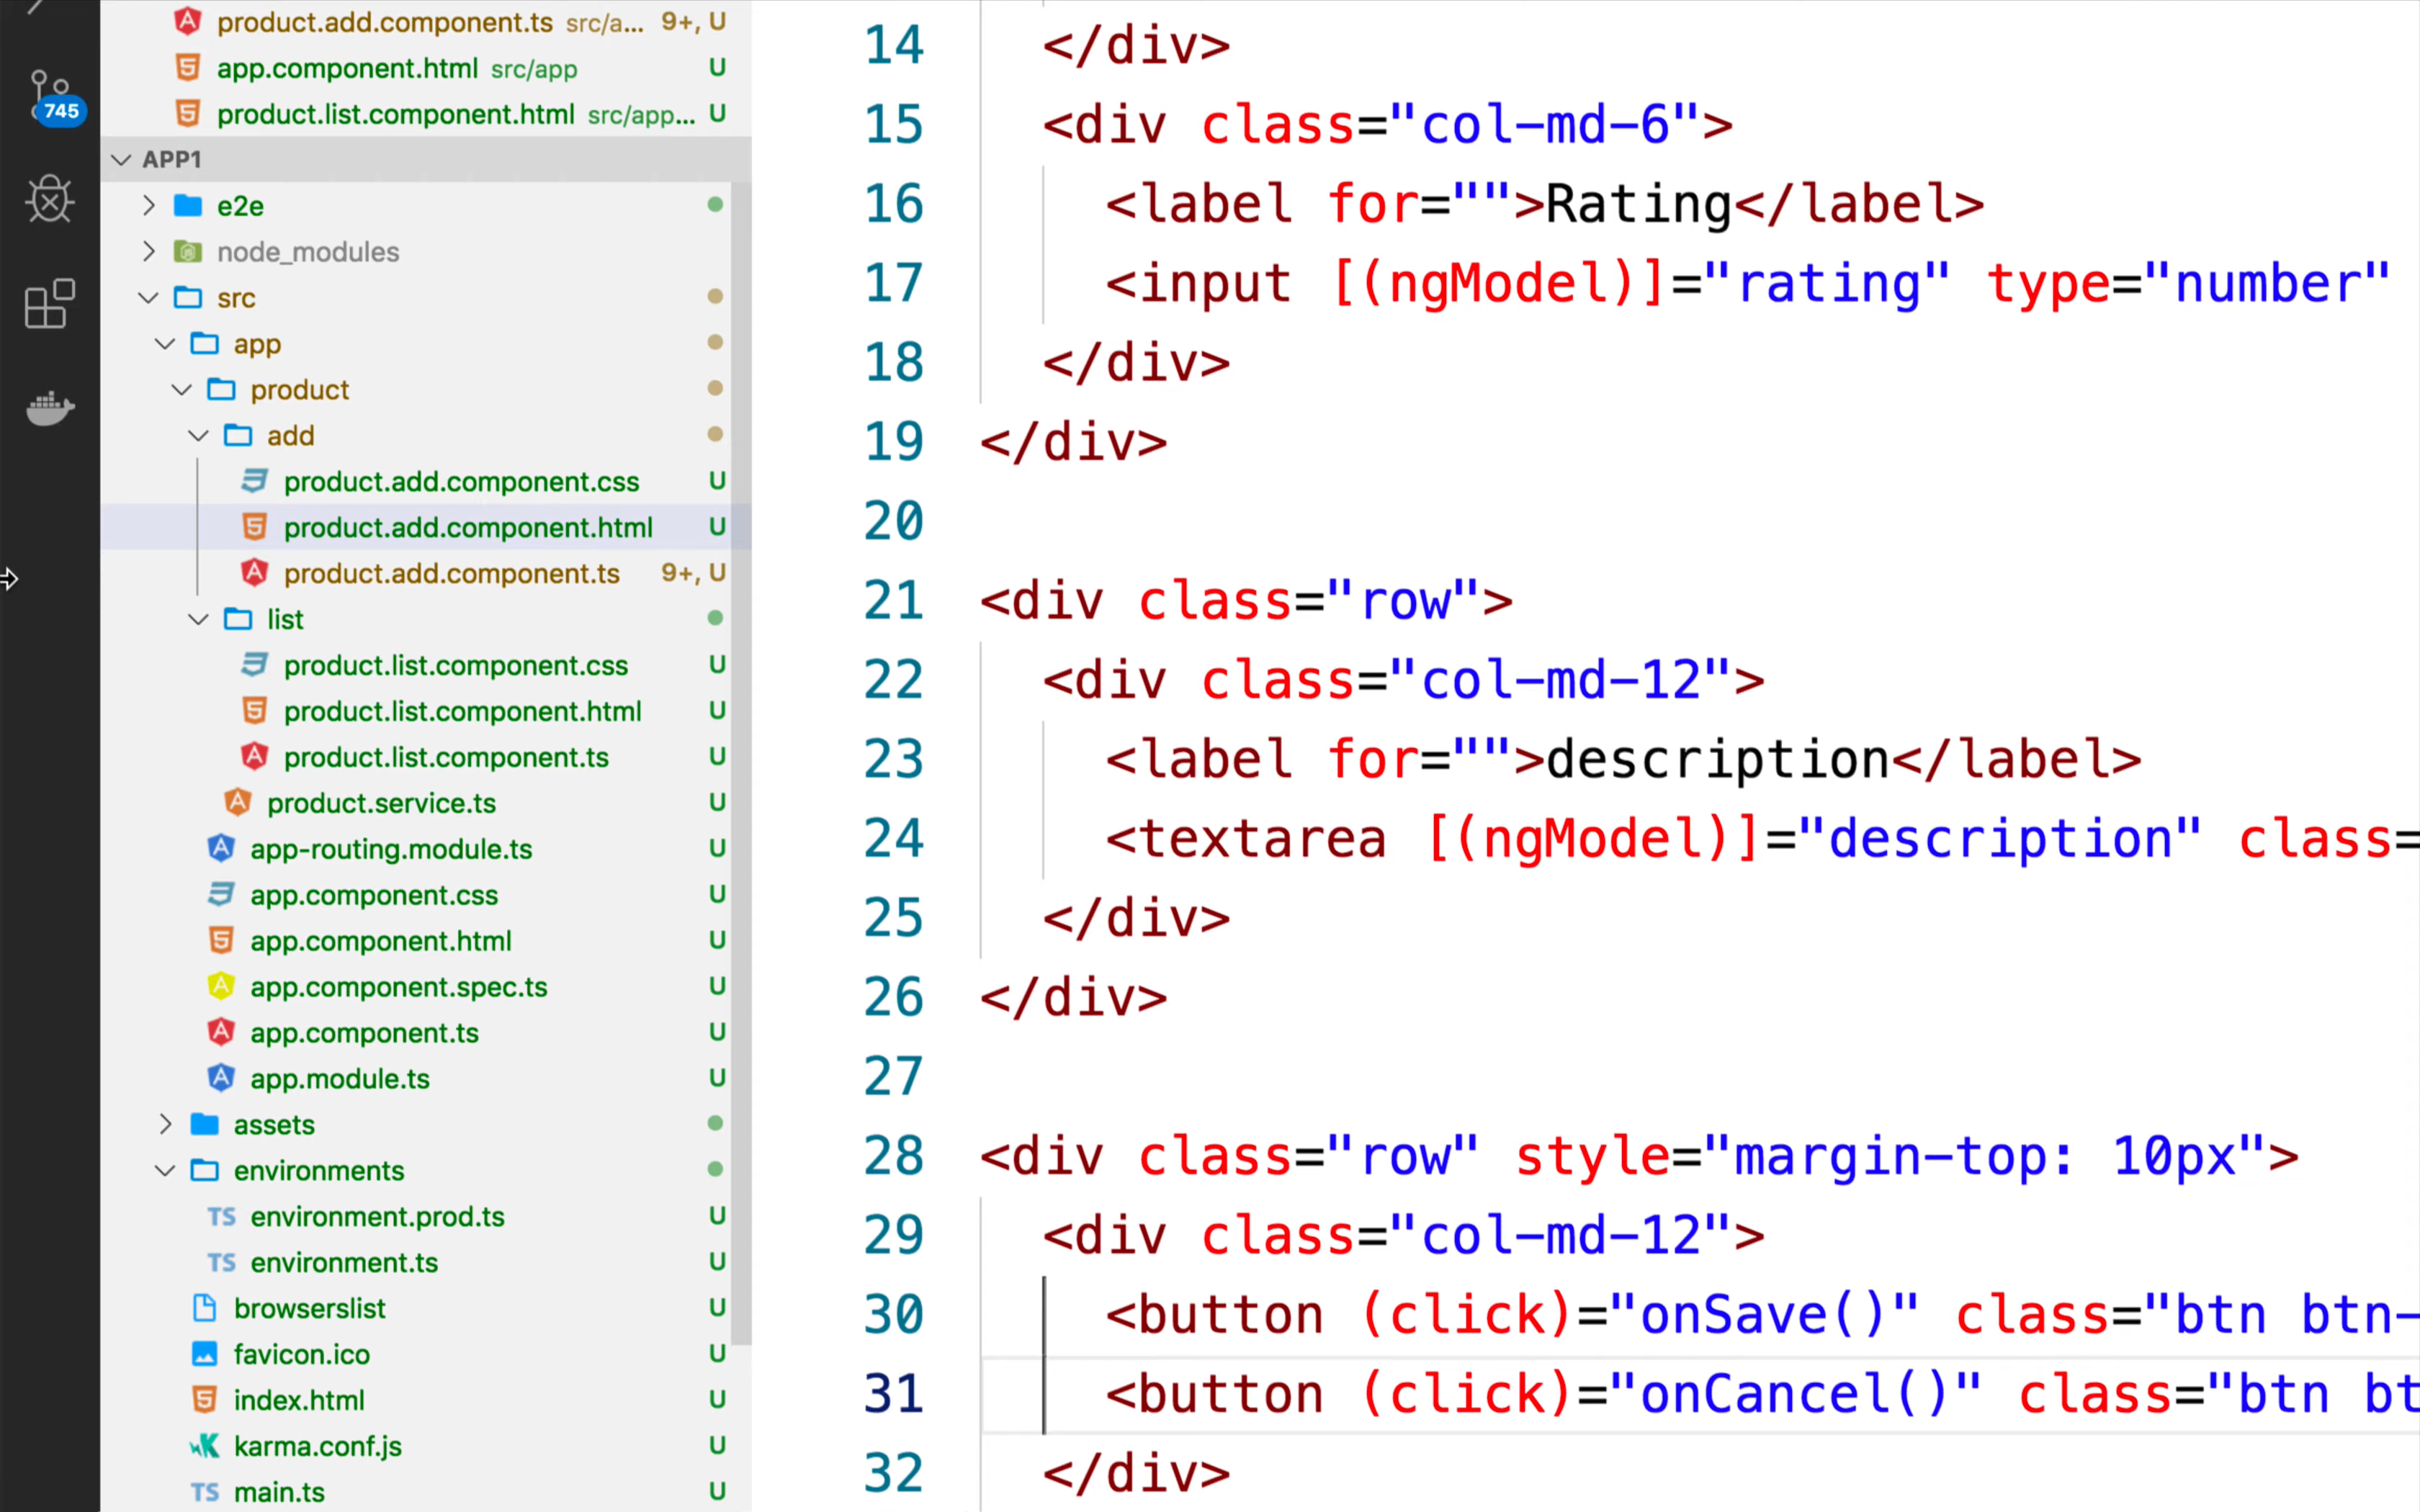 product.add.component.ts src/a... 9+, U
app.component.html src/app U
product.list.component.html src/app... U
745
APP1
e2e
node_modules
src
app
product
add
product.add.component.css U
product.add.component.html U
product.add.component.ts 9+, U
list
product.list.component.css U
product.list.component.html U
product.list.component.ts U
product.service.ts U
app-routing.module.ts U
app.component.css U
app.component.html U
app.component.spec.ts U
app.component.ts U
app.module.ts U
assets
environments
TS environment.prod.ts U
TS environment.ts U
browserslist U
favicon.ico U
index.html U
karma.conf.js U
TS main.ts U
14 </div>
15 <div class="col-md-6">
16 <label for="">Rating</label>
17 <input [(ngModel)]="rating" type="number"
18 </div>
19 </div>
20
21 <div class="row">
22 <div class="col-md-12">
23 <label for="">description</label>
24 <textarea [(ngModel)]="description" class=
25 </div>
26 </div>
27
28 <div class="row" style="margin-top: 10px">
29 <div class="col-md-12">
30 <button (click)="onSave()" class="btn btn-
31 <button (click)="onCancel()" class="btn bt
32 </div>